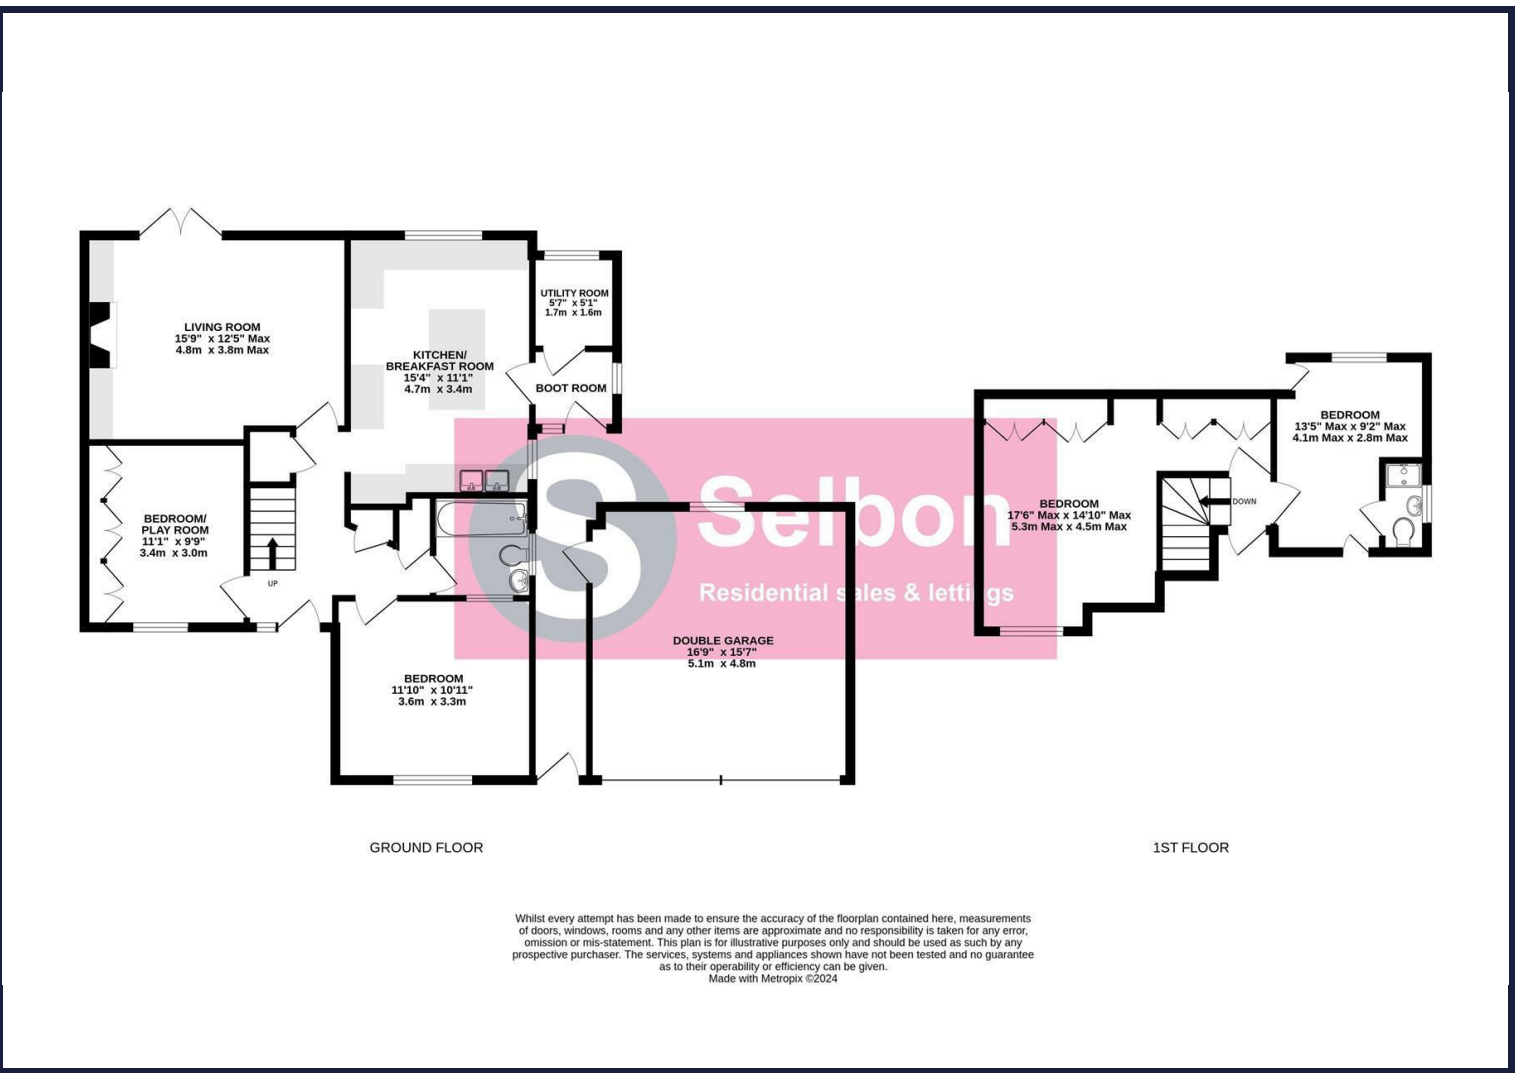 LIVING ROOM
15'9" x 12'5" Max
4.8m x 3.8m Max
KITCHEN/
BREAKFAST ROOM
15'4" x 11'1"
4.7m x 3.4m
UTILITY ROOM
5'7" x 5'1"
1.7m x 1.6m
BOOT ROOM
BEDROOM/
PLAY ROOM
11'1" x 9'9"
3.4m x 3.0m
UP
BEDROOM
11'10" x 10'11"
3.6m x 3.3m
Selbon
Residential sales & lettings
DOUBLE GARAGE
16'9" x 15'7"
5.1m x 4.8m
BEDROOM
17'6" Max x 14'10" Max
5.3m Max x 4.5m Max
DOWN
BEDROOM
13'5" Max x 9'2" Max
4.1m Max x 2.8m Max
GROUND FLOOR
1ST FLOOR
Whilst every attempt has been made to ensure the accuracy of the floorplan contained here, measurements
of doors, windows, rooms and any other items are approximate and no responsibility is taken for any error,
omission or mis-statement. This plan is for illustrative purposes only and should be used as such by any
prospective purchaser. The services, systems and appliances shown have not been tested and no guarantee
as to their operability or efficiency can be given.
Made with Metropix ©2024